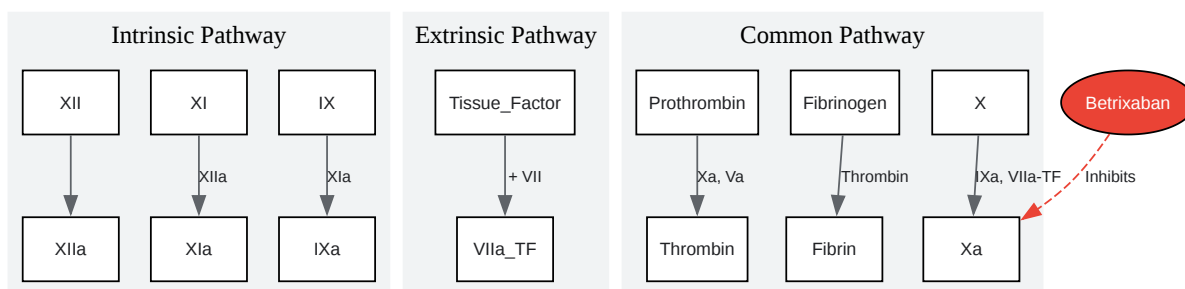 Intrinsic Pathway
Extrinsic Pathway
Common Pathway
XII
XI
IX
Tissue_Factor
Prothrombin
Fibrinogen
X
Betrixaban
XIIa
XIa
+ VII
Xa, Va
Thrombin
IXa, VIIa-TF
Inhibits
XIIa
XIa
IXa
VIIa_TF
Thrombin
Fibrin
Xa